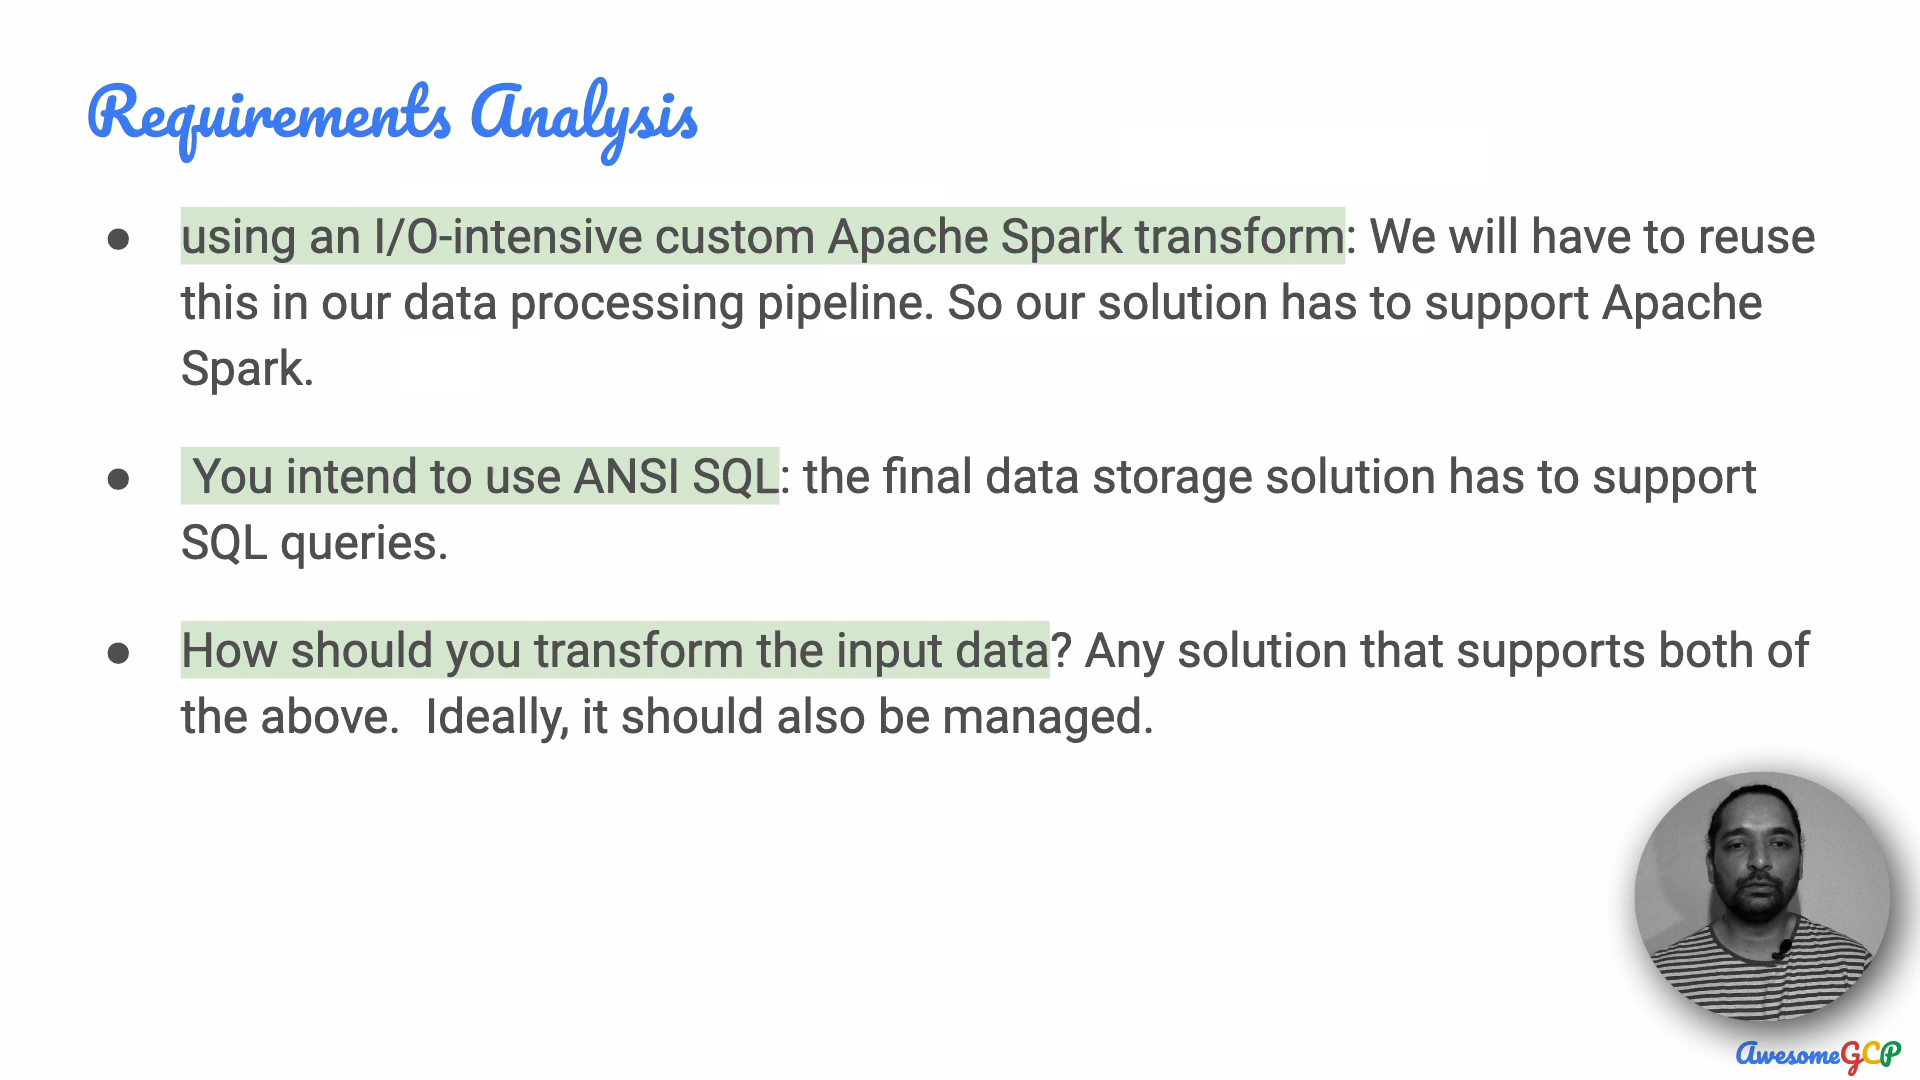 Requirements Analysis
● using an I/O-intensive custom Apache Spark transform: We will have to reuse
this in our data processing pipeline. So our solution has to support Apache
Spark.
● You intend to use ANSI SQL: the final data storage solution has to support
SQL queries.
● How should you transform the input data? Any solution that supports both of
the above. Ideally, it should also be managed.
AwesomeGCP